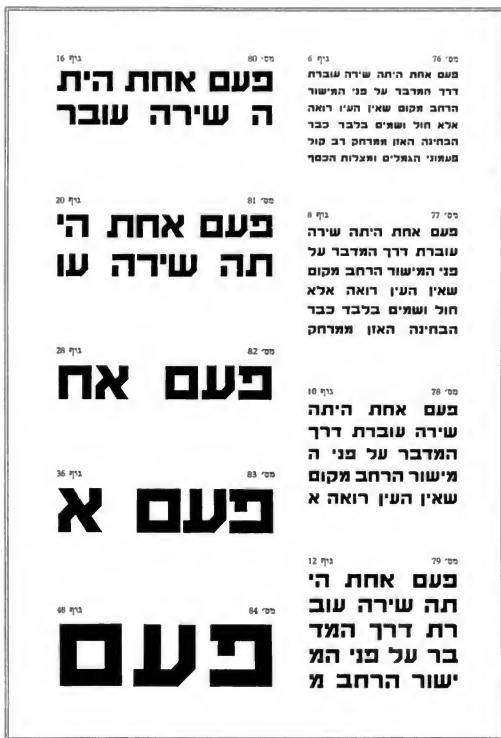 מס׳ 76 גוף 6
פעם אחת היתה שירה עוברת
דרך המדבר על פני המישור
הרחב מקום שאין העין רואה
אלא חול ושמים בלבד כבר
הבחינה האזן ממרחק רב קול
פעמוני הגמלים ומצלות הכסף
מס׳ 77 גוף 8
פעם אחת היתה שירה
עוברת דרך המדבר על
פני המישור הרחב מקום
שאין העין רואה אלא
חול ושמים בלבד כבר
הבחינה האזן ממרחק
מס׳ 78 גוף 10
פעם אחת היתה
שירה עוברת דרך
המדבר על פני ה
מישור הרחב מקום
שאין העין רואה א
מס׳ 79 גוף 12
פעם אחת הי
תה שירה עוב
רת דרך המד
בר על פני המ
ישור הרחב מ
מס׳ 80 גוף 16
פעם אחת הית
ה שירה עובר
מס׳ 81 גוף 20
פעם אחת הי
תה שירה עו
מס׳ 82 גוף 28
פעם אח
מס׳ 83 גוף 36
פעם א
מס׳ 84 גוף 48
פעם